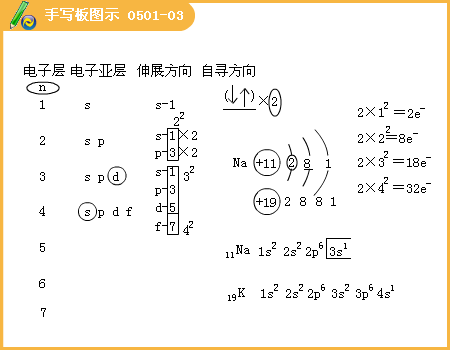 手写板图示 0501-03
电子层 电子亚层 伸展方向 自寻方向
n
1 s s-1 (↓↑)×2
2²
2 s p s-1×2
p-3×2
3 s p d s-1 3²
p-3
4 s p d f d-5
f-7 4²
5
6
7
Na +11 2 8 1
+19 2 8 8 1
2×1²=2e⁻
2×2²=8e⁻
2×3²=18e⁻
2×4²=32e⁻
₁₁Na 1s² 2s² 2p⁶ 3s¹
₁₉K 1s² 2s² 2p⁶ 3s² 3p⁶ 4s¹